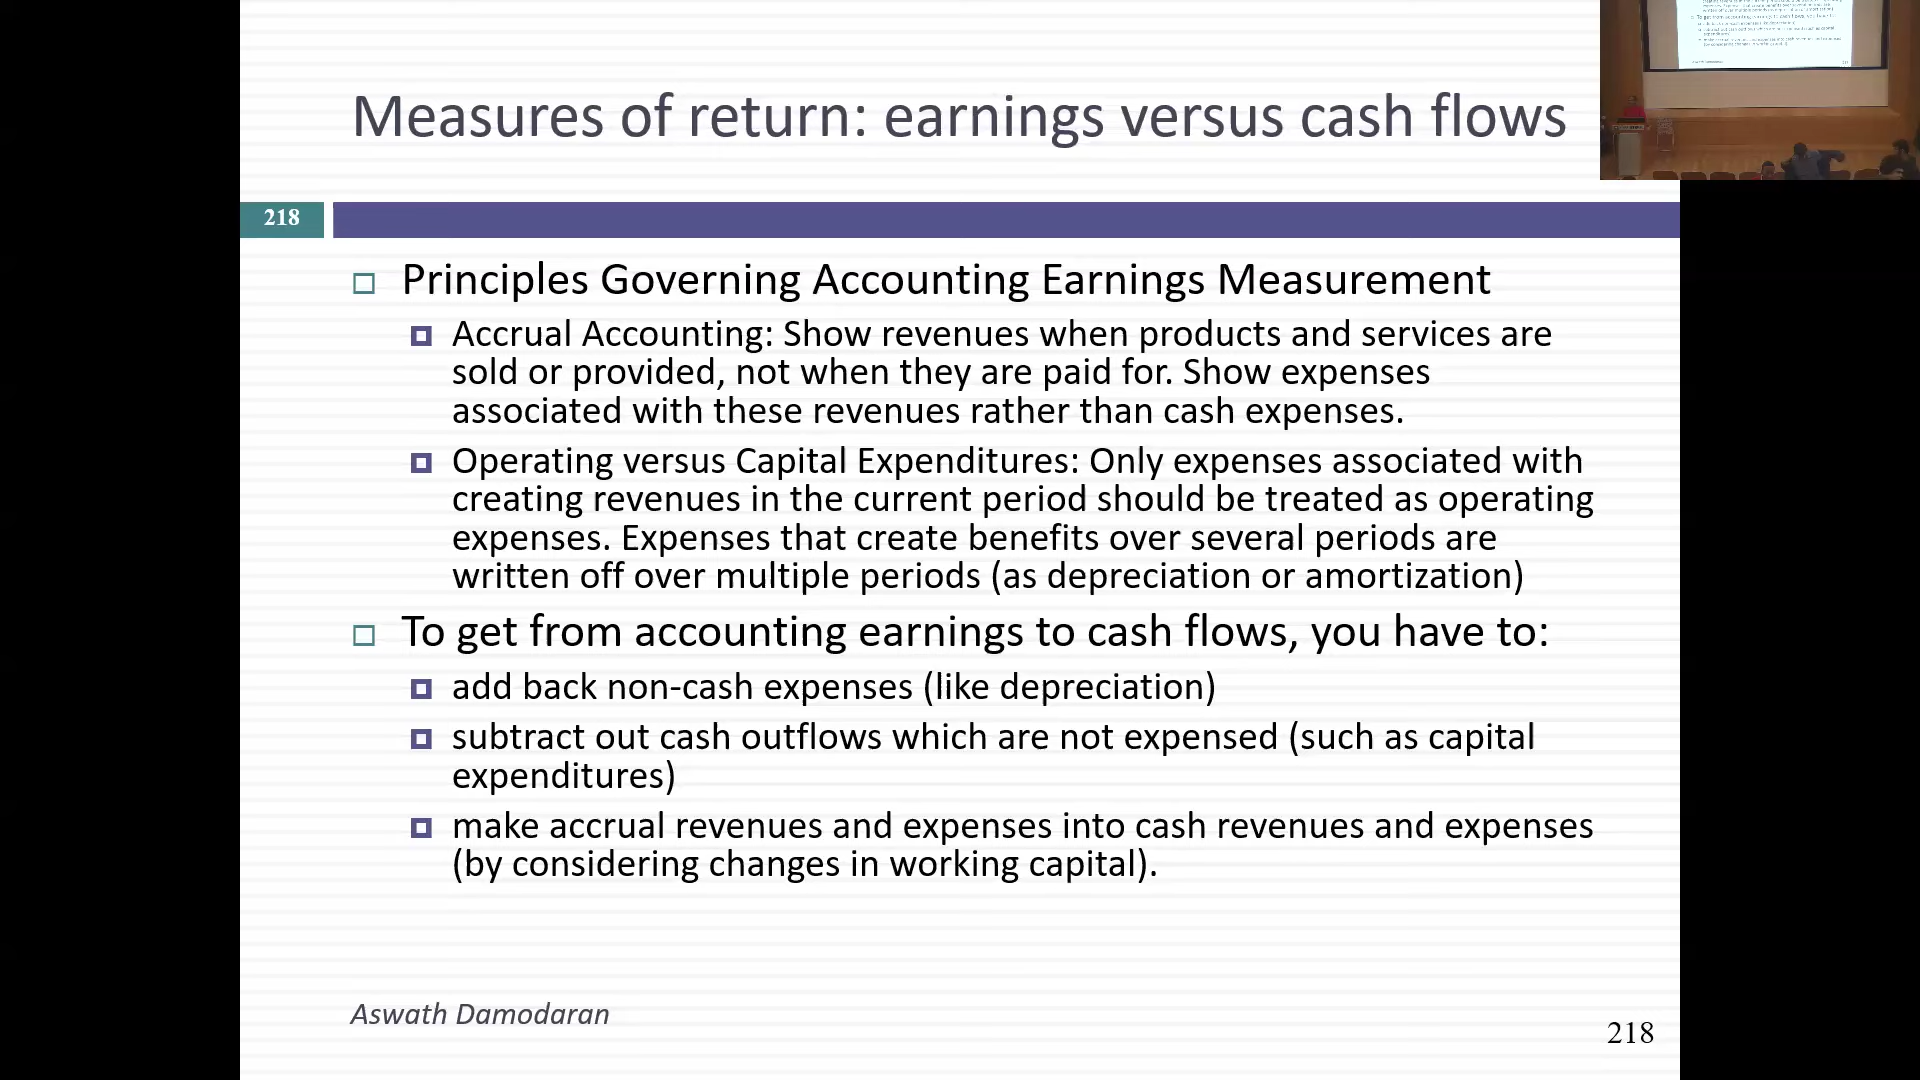 Measures of return: earnings versus cash flows
218
Principles Governing Accounting Earnings Measurement
Accrual Accounting: Show revenues when products and services are
sold or provided, not when they are paid for. Show expenses
associated with these revenues rather than cash expenses.
Operating versus Capital Expenditures: Only expenses associated with
creating revenues in the current period should be treated as operating
expenses. Expenses that create benefits over several periods are
written off over multiple periods (as depreciation or amortization)
To get from accounting earnings to cash flows, you have to:
add back non-cash expenses (like depreciation)
subtract out cash outflows which are not expensed (such as capital
expenditures)
make accrual revenues and expenses into cash revenues and expenses
(by considering changes in working capital).
Aswath Damodaran
218